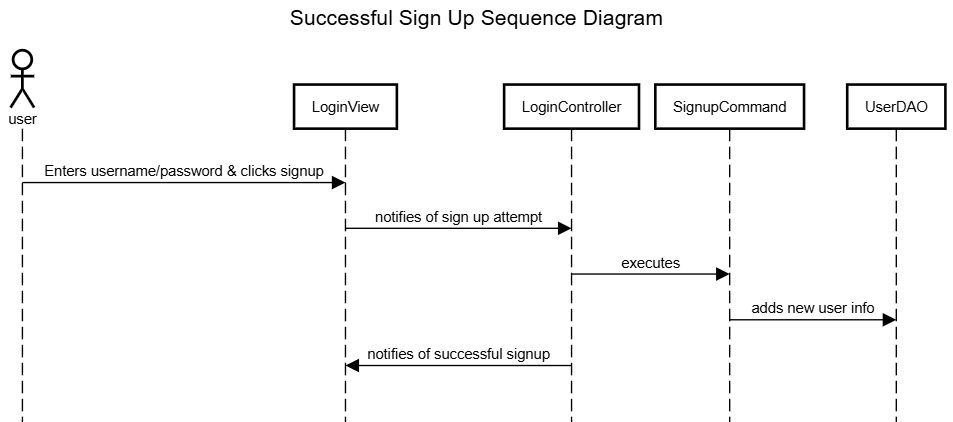 Successful Sign Up Sequence Diagram
user
LoginView
LoginController
SignupCommand
UserDAO
Enters username/password & clicks signup
notifies of sign up attempt
executes
adds new user info
notifies of successful signup